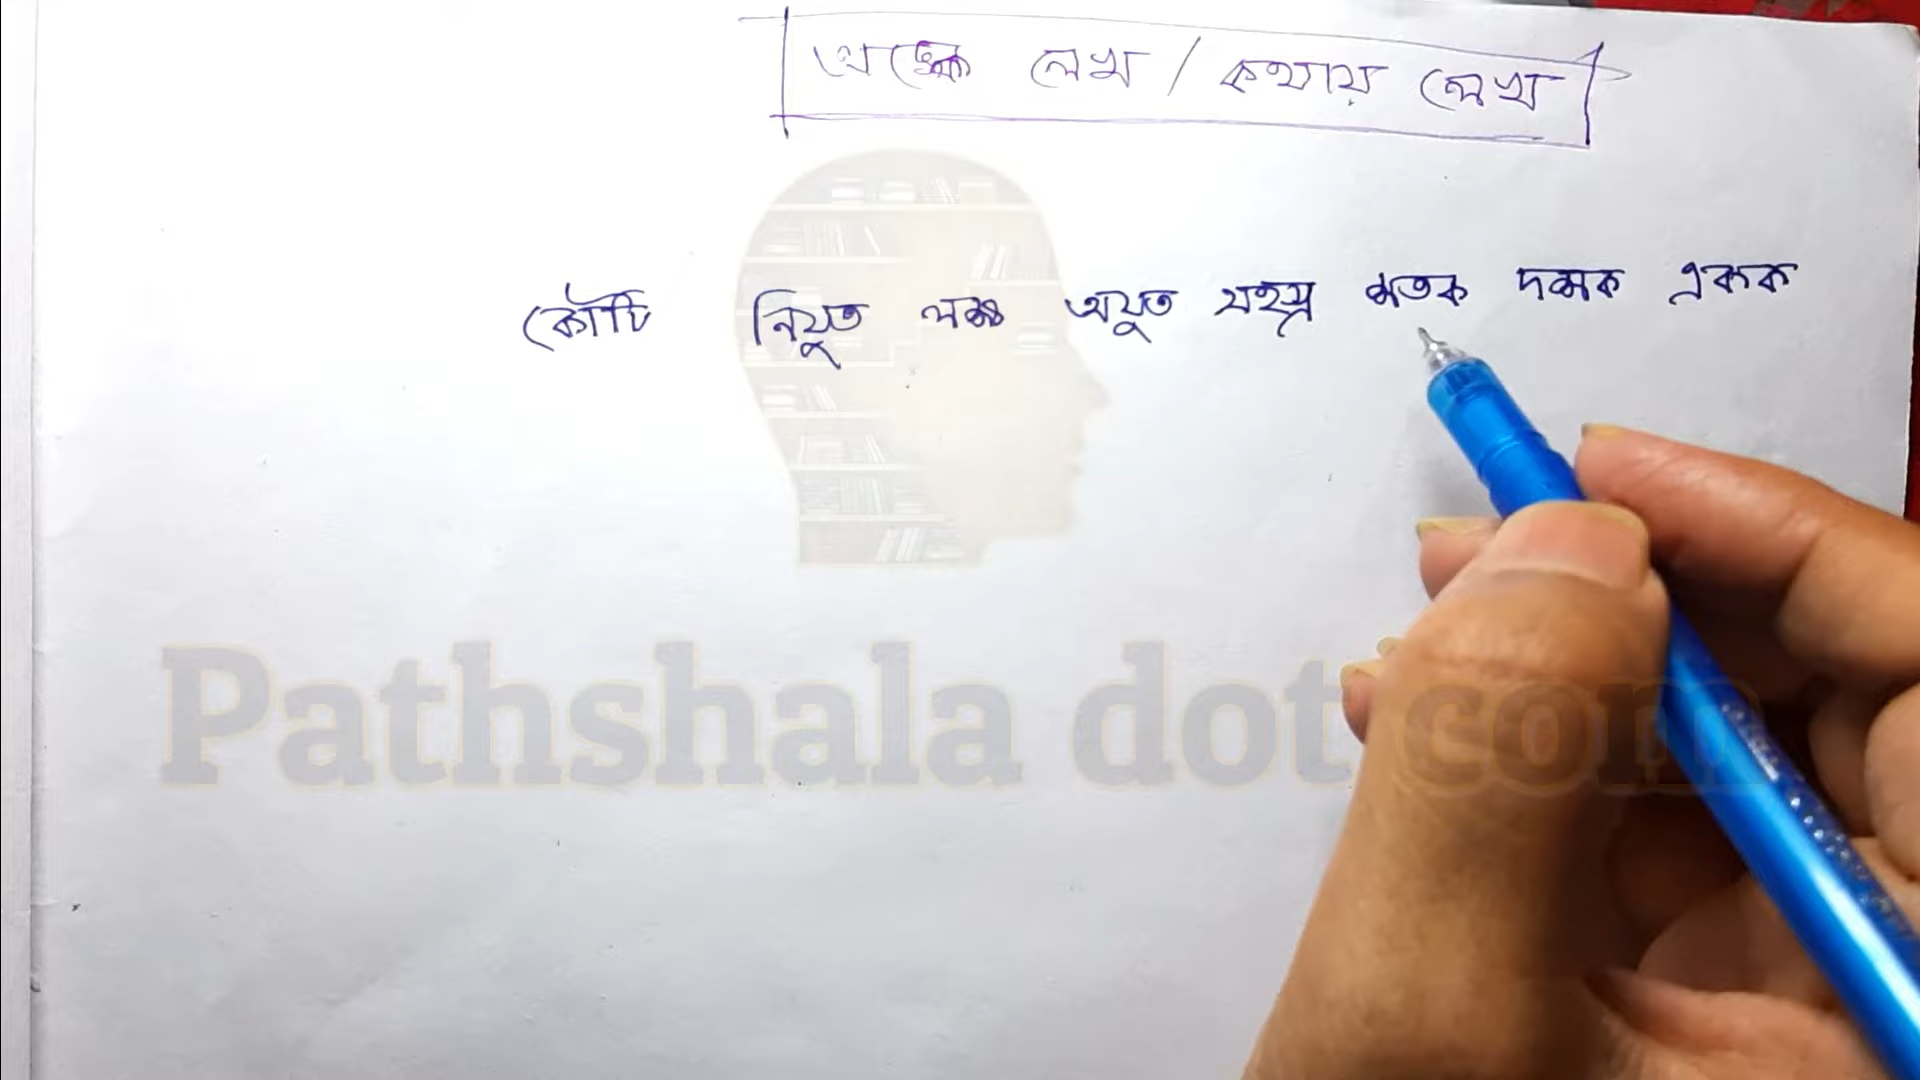 অঙ্কে লেখ / কথায় লেখ
কোটি নিযুত লক্ষ অযুত সহস্র শতক দশক একক
Pathshala dot com